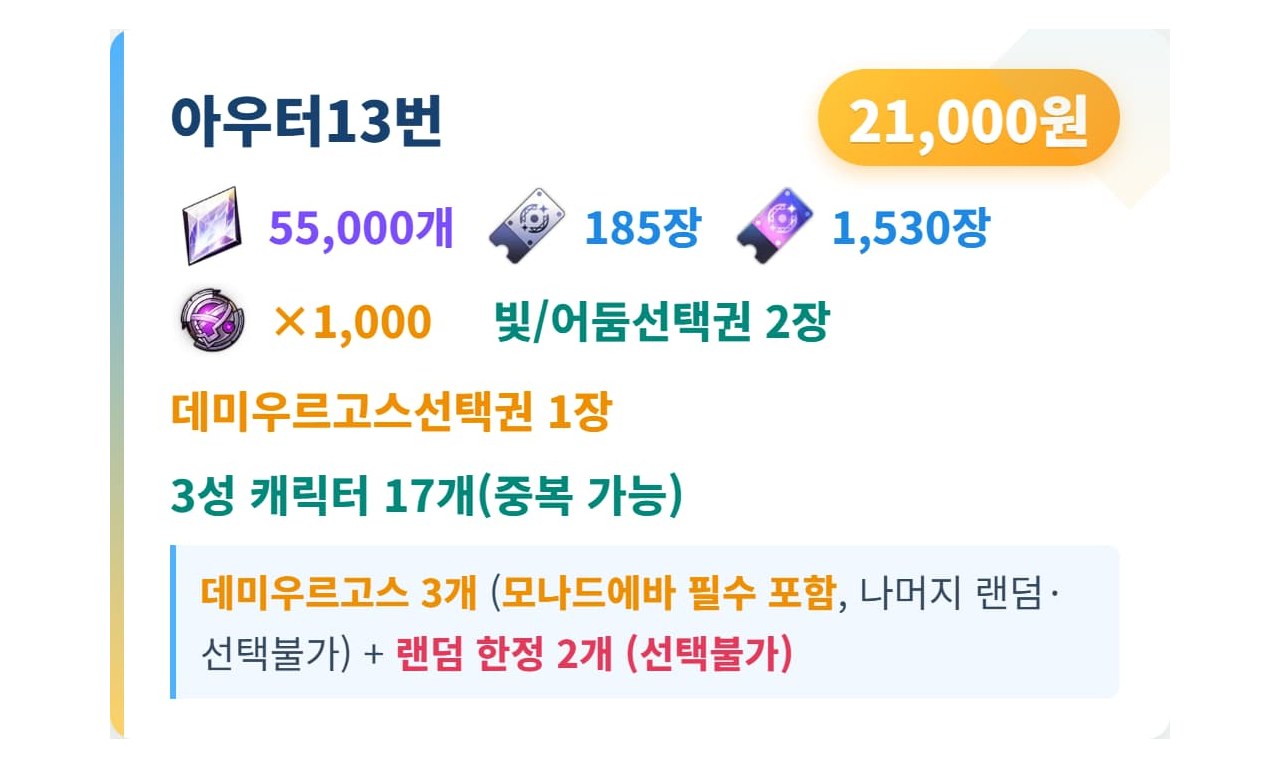 아우터13번
21,000원
55,000개 185장 1,530장
×1,000 빛/어둠선택권 2장
데미우르고스선택권 1장
3성 캐릭터 17개(중복 가능)
데미우르고스 3개 (모나드에바 필수 포함, 나머지 랜덤·
선택불가) + 랜덤 한정 2개 (선택불가)